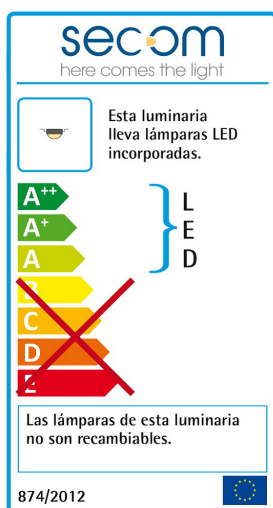 secom
here comes the light
Esta luminaria
lleva lámparas LED
incorporadas.
A++
A+
A
B
C
D
E
L
E
D
Las lámparas de esta luminaria
no son recambiables.
874/2012